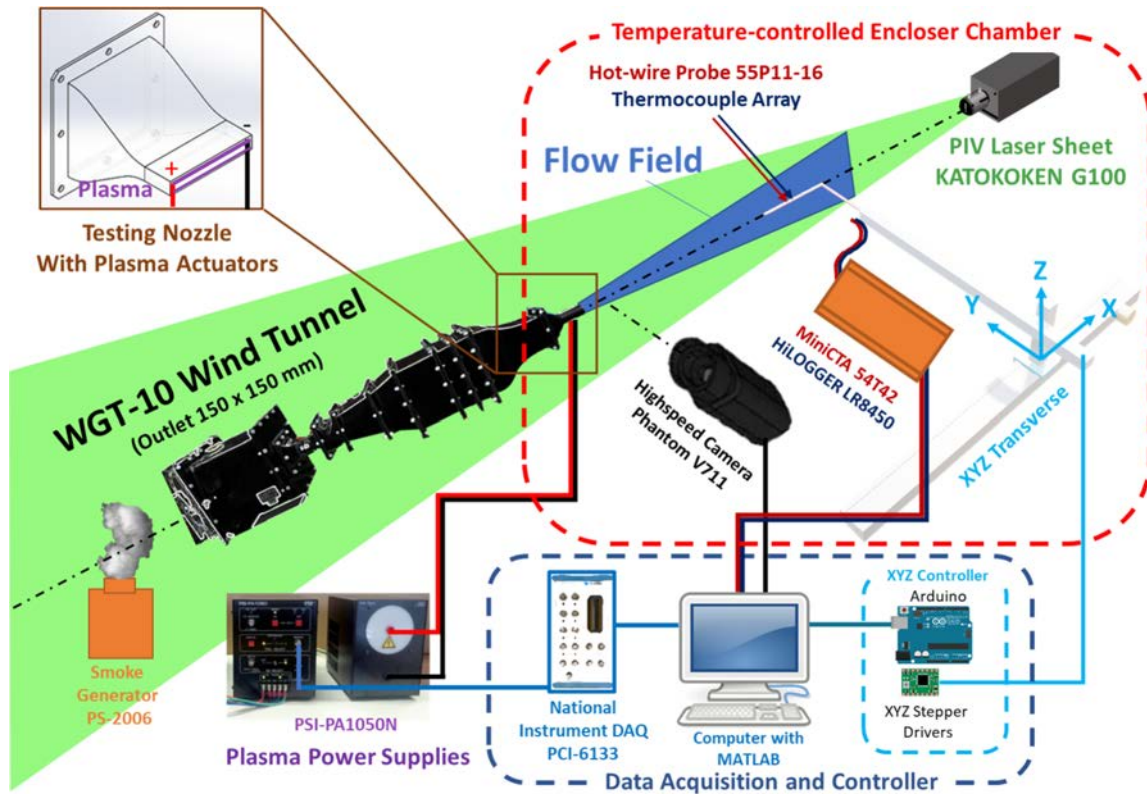 Temperature-controlled Encloser Chamber
Hot-wire Probe 55P11-16
Thermocouple Array
PIV Laser Sheet
KATOKOKEN G100
Flow Field
+
-
Plasma
Testing Nozzle
With Plasma Actuators
WGT-10 Wind Tunnel
(Outlet 150 x 150 mm)
Z
Y
X
MiniCTA 54T42
HiLOGGER LR8450
XYZ Transverse
Highspeed Camera
Phantom V711
Smoke
Generator
PS-2006
PSI-PA1050N
Plasma Power Supplies
National
Instrument DAQ
PCI-6133
Computer with
MATLAB
XYZ Controller
Arduino
XYZ Stepper
Drivers
Data Acquisition and Controller